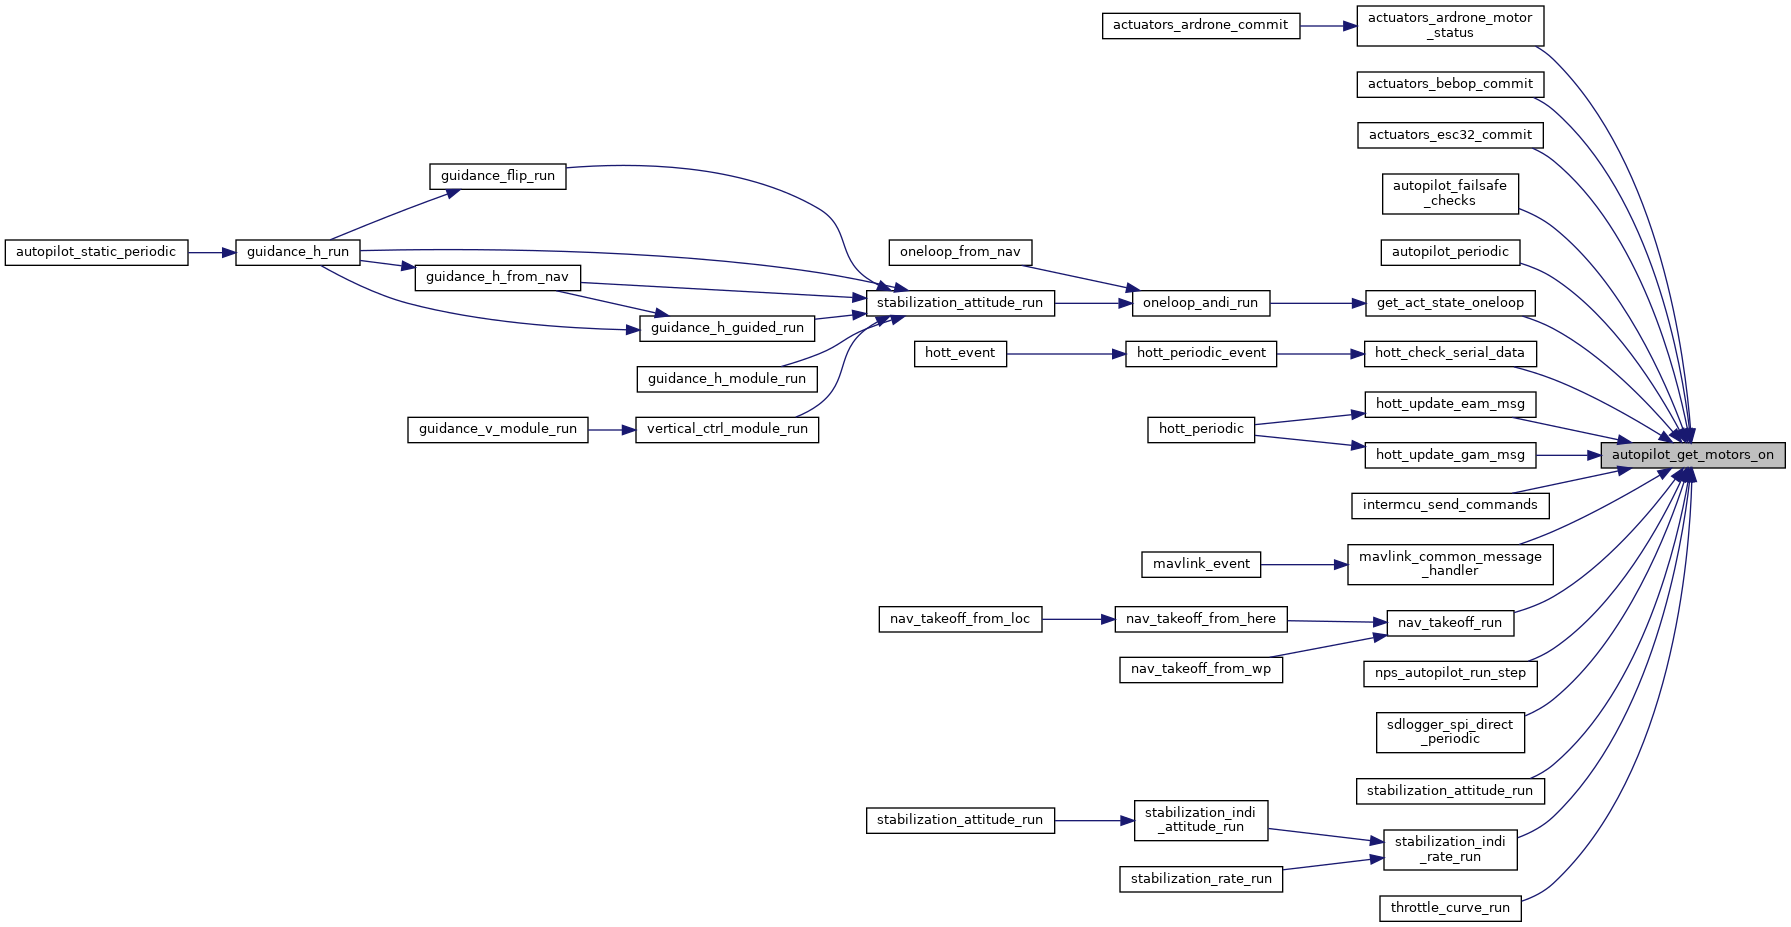 actuators_ardrone_commit
actuators_ardrone_motor
_status
actuators_bebop_commit
actuators_esc32_commit
guidance_flip_run
autopilot_failsafe
_checks
autopilot_static_periodic
guidance_h_run
guidance_h_from_nav
oneloop_from_nav
autopilot_periodic
stabilization_attitude_run
oneloop_andi_run
get_act_state_oneloop
guidance_h_guided_run
hott_event
hott_periodic_event
hott_check_serial_data
guidance_h_module_run
hott_update_eam_msg
guidance_v_module_run
vertical_ctrl_module_run
hott_periodic
hott_update_gam_msg
autopilot_get_motors_on
intermcu_send_commands
mavlink_event
mavlink_common_message
_handler
nav_takeoff_from_loc
nav_takeoff_from_here
nav_takeoff_run
nav_takeoff_from_wp
nps_autopilot_run_step
sdlogger_spi_direct
_periodic
stabilization_attitude_run
stabilization_attitude_run
stabilization_indi
_attitude_run
stabilization_indi
_rate_run
stabilization_rate_run
throttle_curve_run